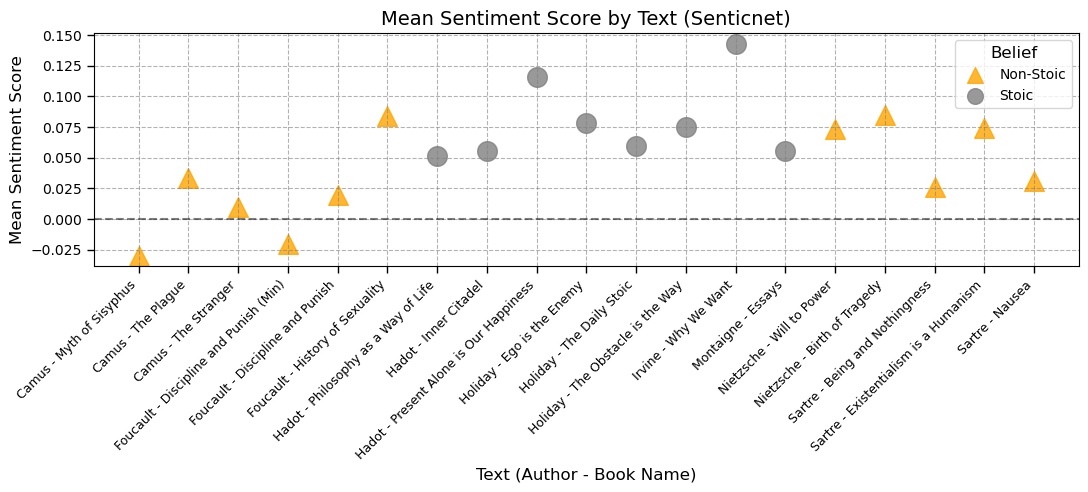 Mean Sentiment Score by Text (Senticnet)
Mean Sentiment Score
0.150
0.125
0.100
0.075
0.050
0.025
0.000
−0.025
Belief
Non-Stoic
Stoic
Camus - Myth of Sisyphus
Camus - The Plague
Camus - The Stranger
Foucault - Discipline and Punish (Min)
Foucault - Discipline and Punish
Foucault - History of Sexuality
Hadot - Philosophy as a Way of Life
Hadot - Inner Citadel
Hadot - Present Alone is Our Happiness
Holiday - Ego is the Enemy
Holiday - The Daily Stoic
Holiday - The Obstacle is the Way
Irvine - Why We Want
Montaigne - Essays
Nietzsche - Will to Power
Nietzsche - Birth of Tragedy
Sartre - Being and Nothingness
Sartre - Existentialism is a Humanism
Sartre - Nausea
Text (Author - Book Name)